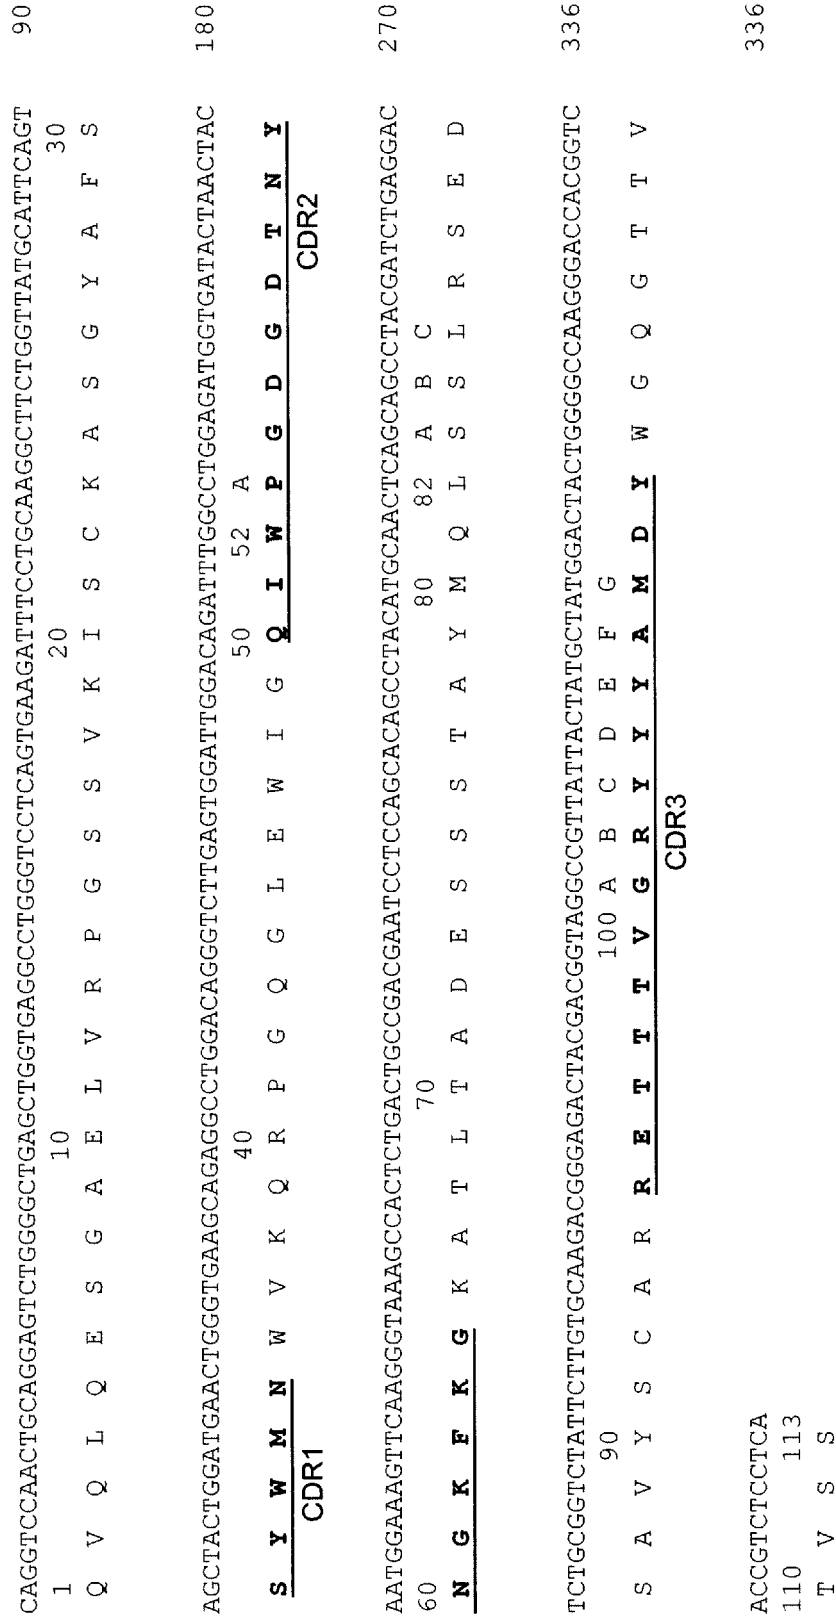 CAGGTCCAACTGCAGGAGTCTGGGGCTGAGCTGGTGAGGCCTGGGTCCTCAGTGAAGATTTCCTGCAAGGCTTCTGGTTATGCATTCAGT 90
1 10 20 30
Q V Q L Q E S G A E L V R P G S S V K I S C K A S G Y A F S
AGCTACTGGATGAACTGGGTGAAGCAGAGGCCTGGACAGGGTCTTGAGTGGATTGGACAGATTTGGCCTGGAGATGGTGATACTAACTAC 180
40 50 52 A
S Y W M N W V K Q R P G Q G L E W I G Q I W P G D G D T N Y
CDR1 CDR2
AATGGAAAGTTCAAGGGTAAAGCCACTCTGACTGCCGACGAATCCTCCAGCACAGCCTACATGCAACTCAGCAGCCTACGATCTGAGGAC 270
60 70 80 82 A B C
N G K F K G K A T L T A D E S S S T A Y M Q L S S L R S E D
TCTGCGGTCTATTCTTGTGCAAGACGGGAGACTACGACGGTAGGCCGTTATTACTATGCTATGGACTACTGGGGCCAAGGGACCACGGTC 336
90 100 A B C D E F G
S A V Y S C A R R E T T T V G R Y Y Y A M D Y W G Q G T T V
CDR3
ACCGTCTCCTCA 336
110 113
T V S S